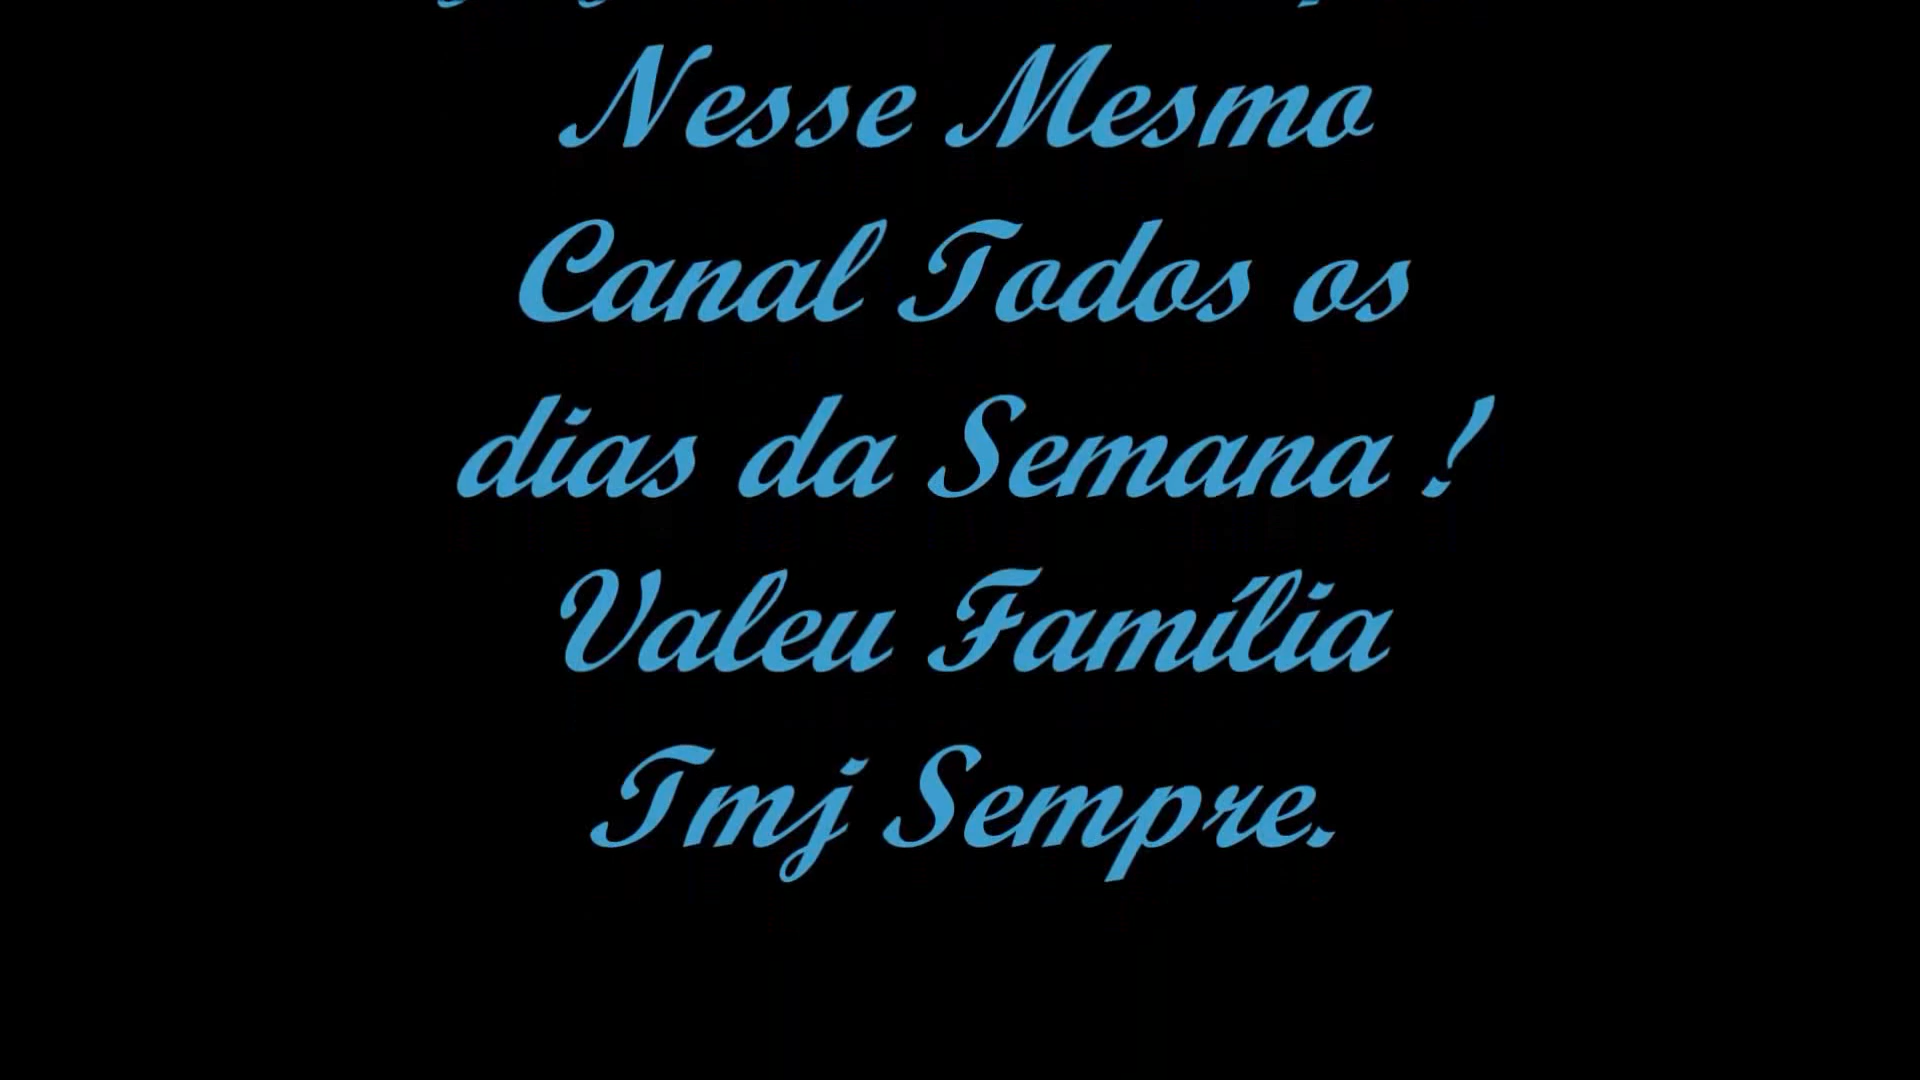 Nesse Mesmo
Canal Todos os
dias da Semana !
Valeu Família
Tmj Sempre.